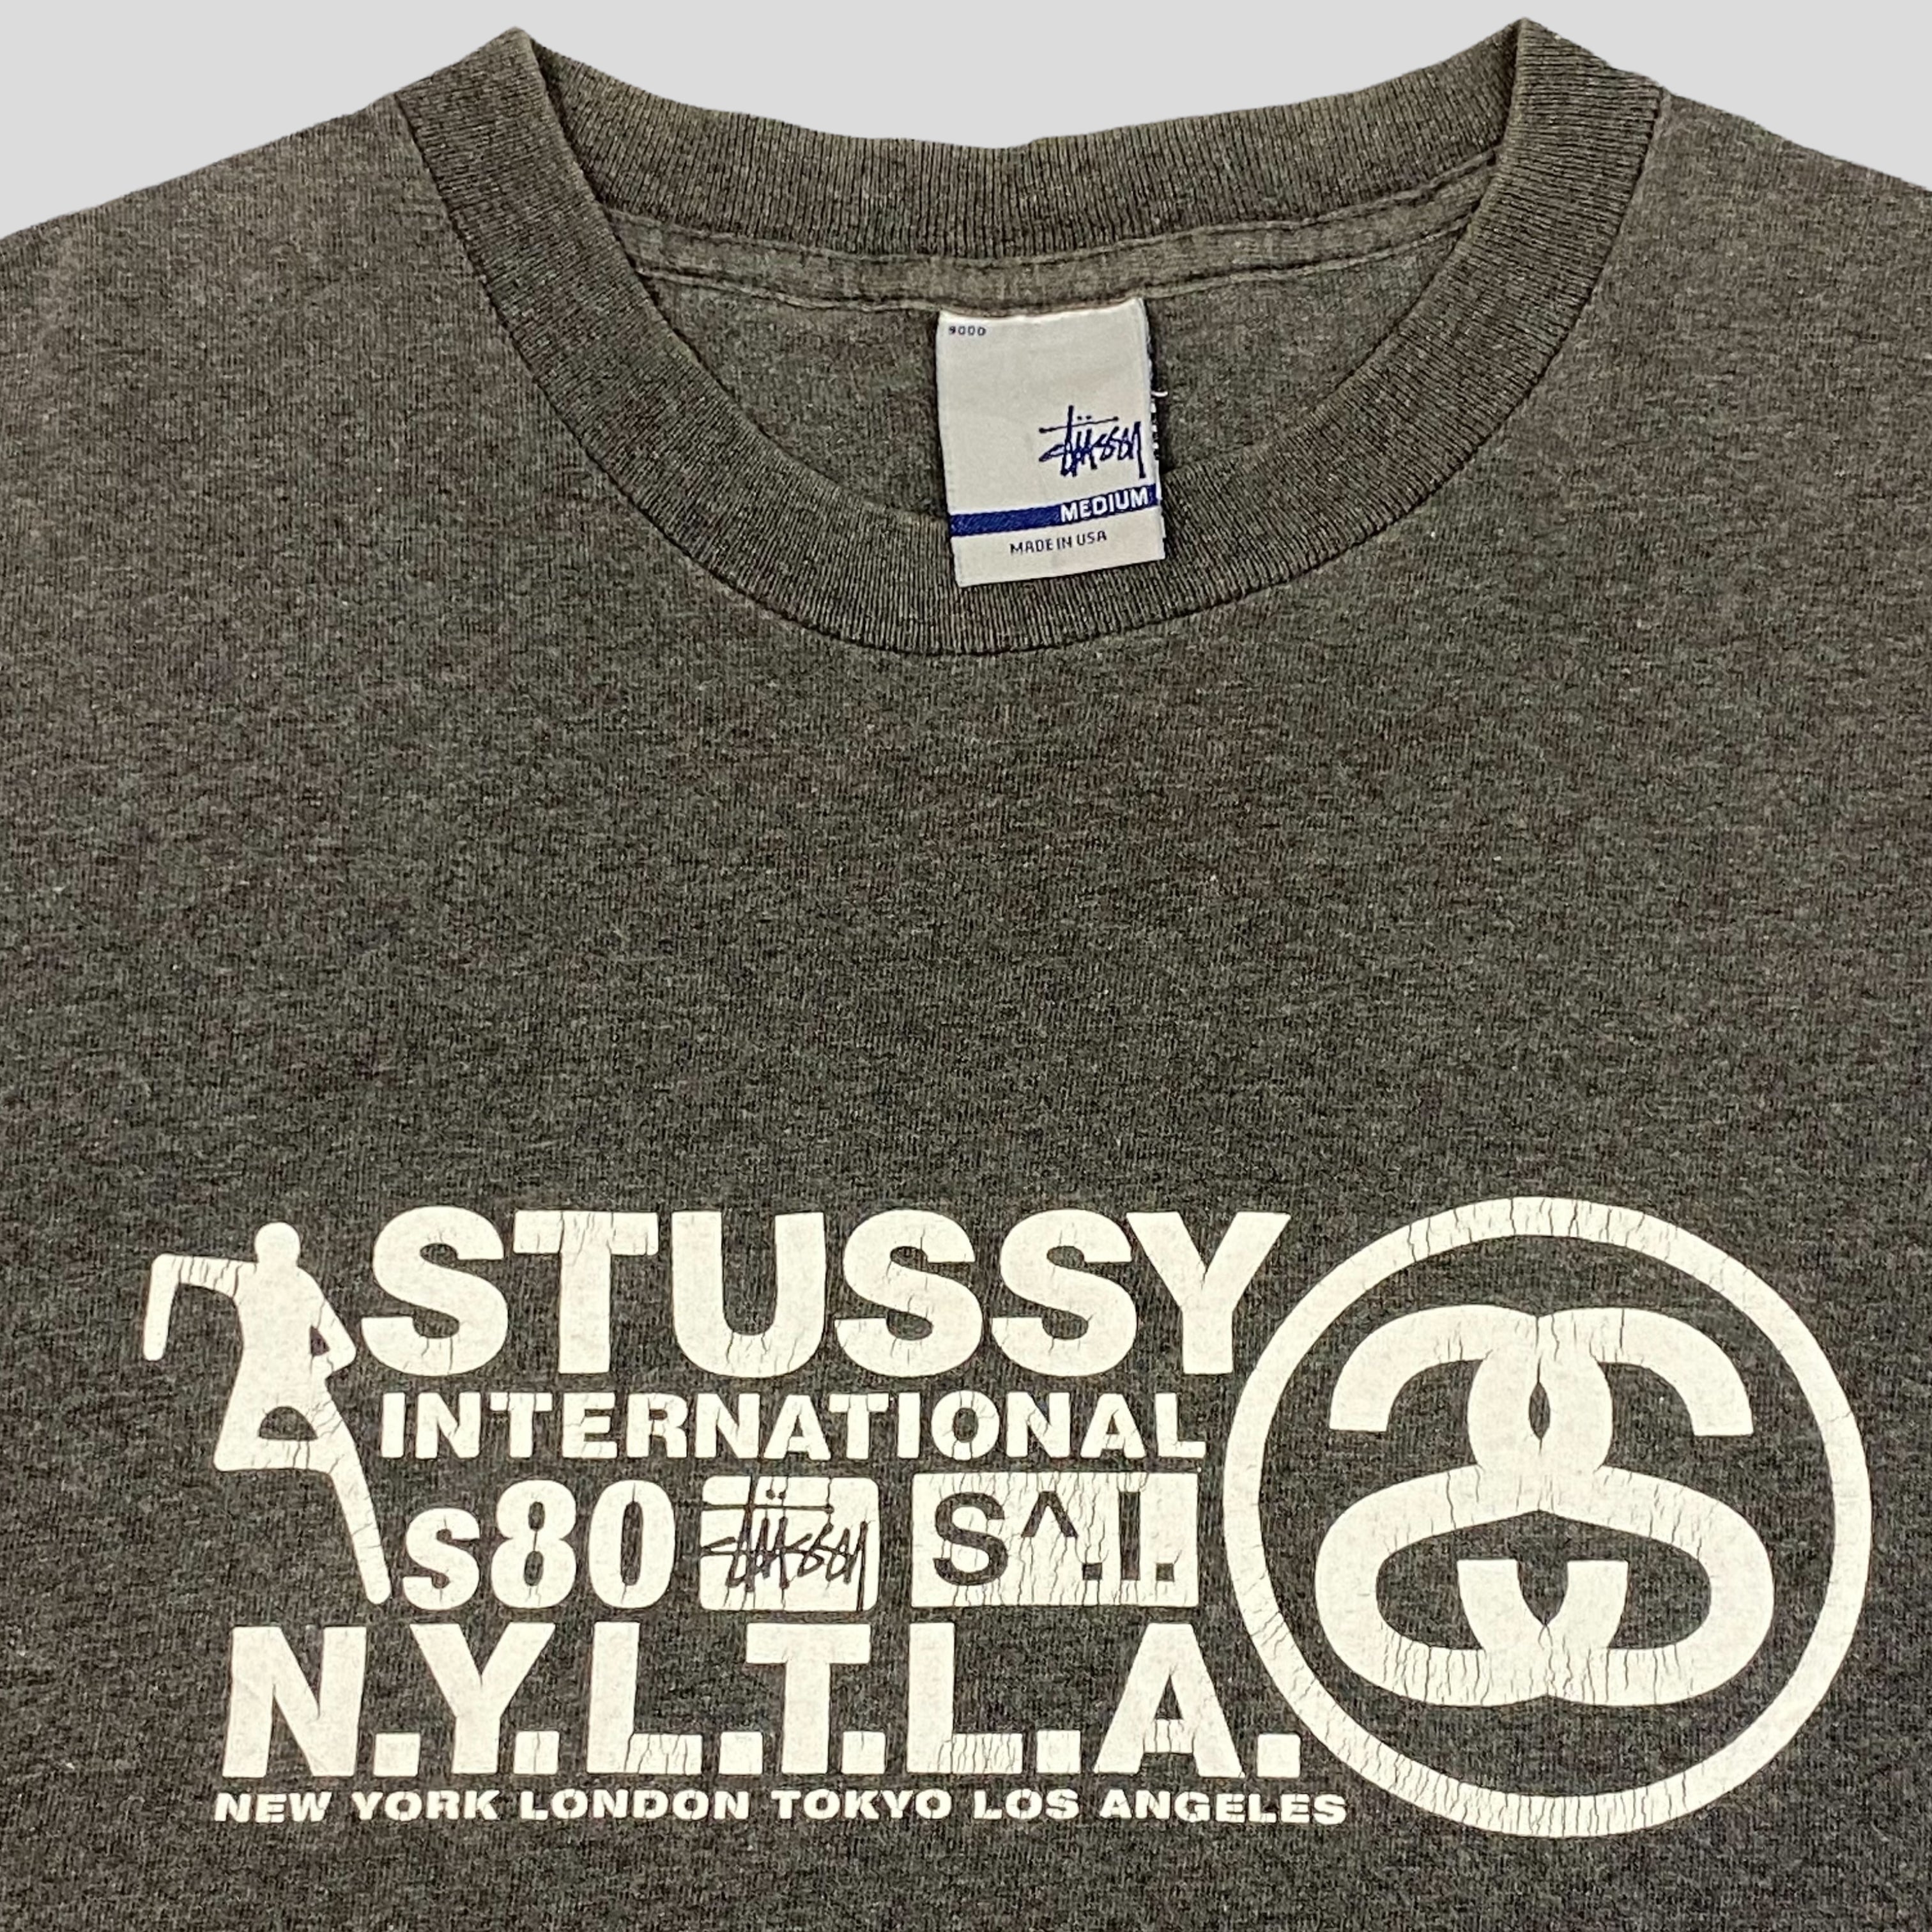 9000
stüssy
MEDIUM
MADE IN USA
STUSSY
INTERNATIONAL
s80 stüssy S^.I.
N.Y.L.T.L.A.
NEW YORK LONDON TOKYO LOS ANGELES